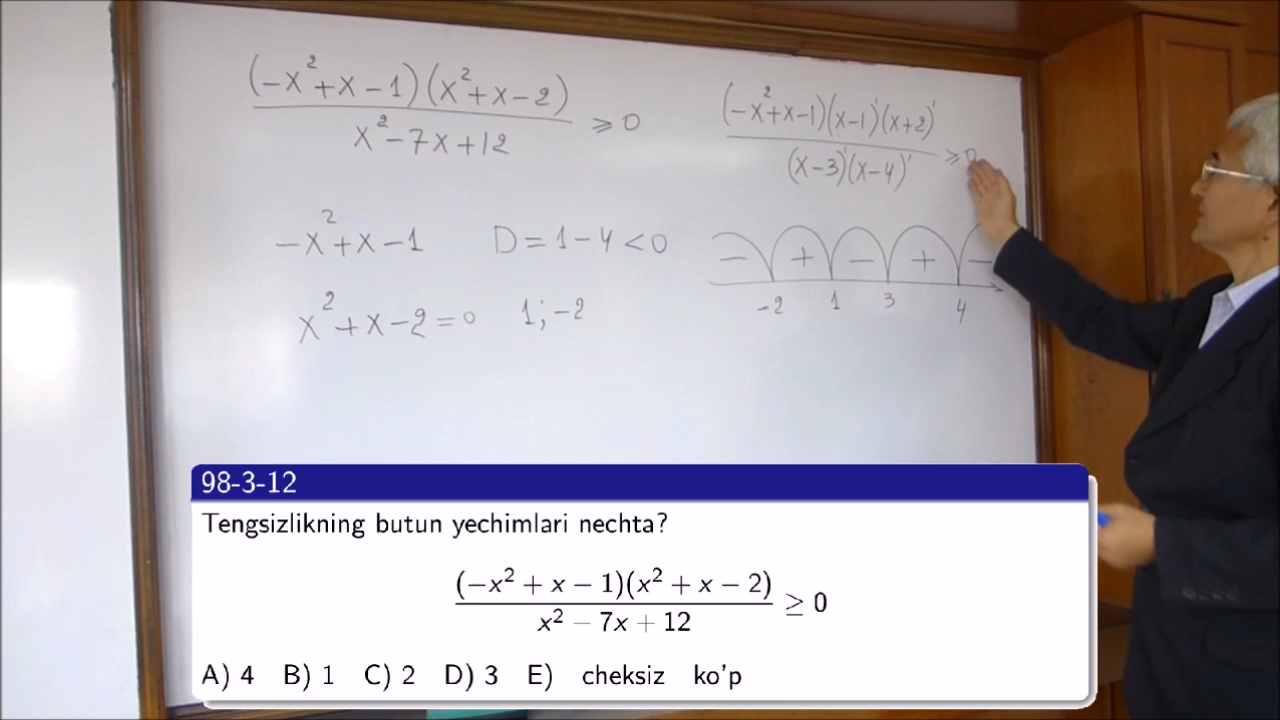 (-x²+x-1)(x²+x-2)
x²-7x+12
≥0
(-x²+x-1)(x-1)'(x+2)'
(x-3)'(x-4)'
≥0
-x²+x-1 D=1-4<0
- + - + -
-2 1 3 4
x²+x-2=0 1;-2
98-3-12
Tengsizlikning butun yechimlari nechta?
(-x² + x - 1)(x² + x - 2)
x² - 7x + 12
≥ 0
A) 4 B) 1 C) 2 D) 3 E) cheksiz ko'p